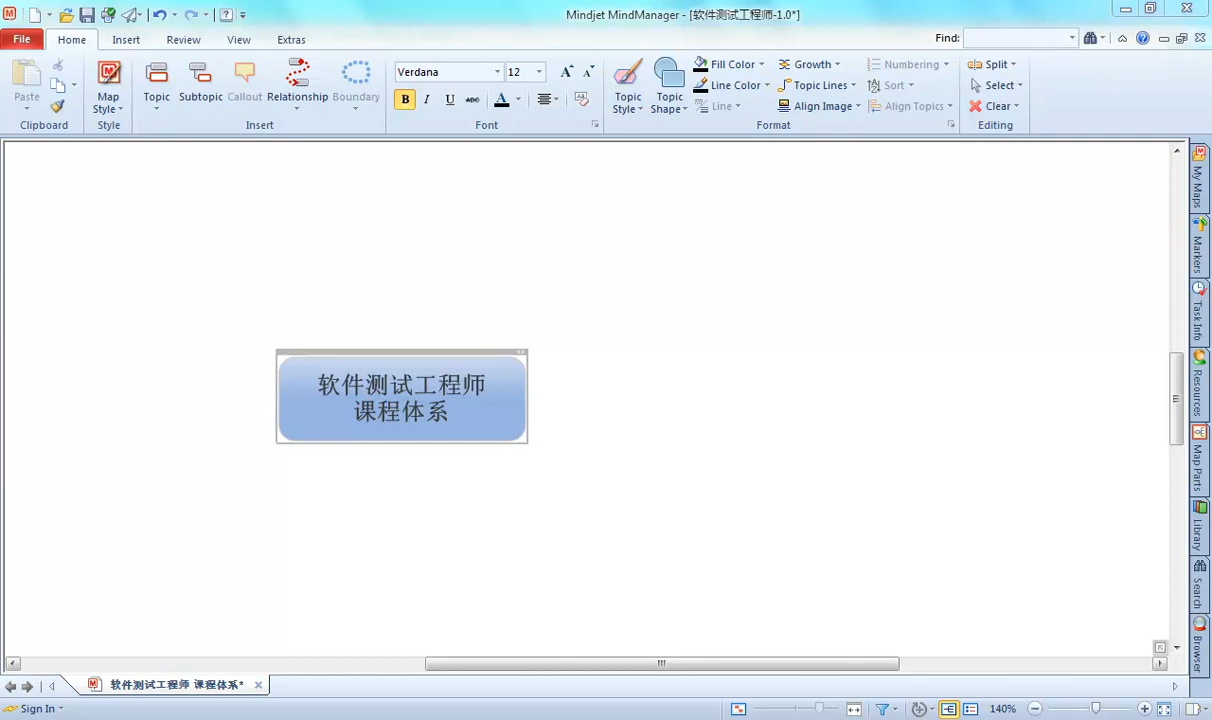 Mindjet MindManager - [软件测试工程师-1.0*]
File Home Insert Review View Extras Find:
Paste Map Style Topic Subtopic Callout Relationship Boundary
Verdana 12
B I U abc A
Topic Style Topic Shape
Fill Color Growth Numbering Split
Line Color Topic Lines Sort Select
Line Align Image Align Topics Clear
Clipboard Style Insert Font Format Editing
软件测试工程师
课程体系
My Maps
Markers
Task Info
Resources
Map Parts
Library
Search
Browser
软件测试工程师 课程体系*
Sign In 140%